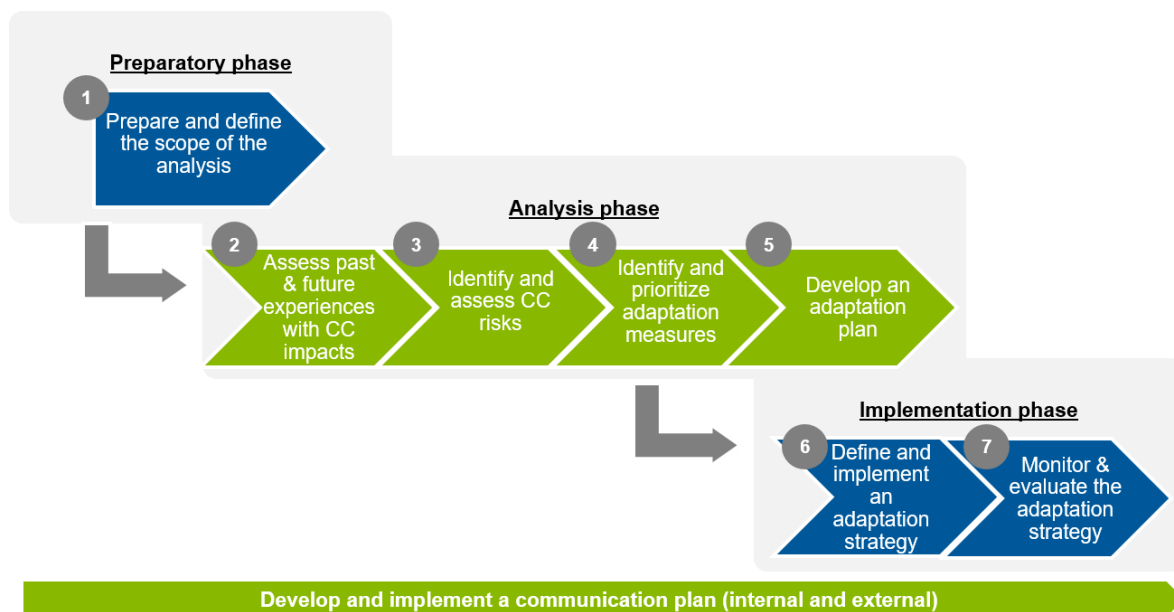 Preparatory phase
1
Prepare and define
the scope of the
analysis
Analysis phase
2
Assess past
& future
experiences
with CC
impacts
3
Identify and
assess CC
risks
4
Identify and
prioritize
adaptation
measures
5
Develop an
adaptation
plan
Implementation phase
6
Define and
implement
an
adaptation
strategy
7
Monitor &
evaluate the
adaptation
strategy
Develop and implement a communication plan (internal and external)